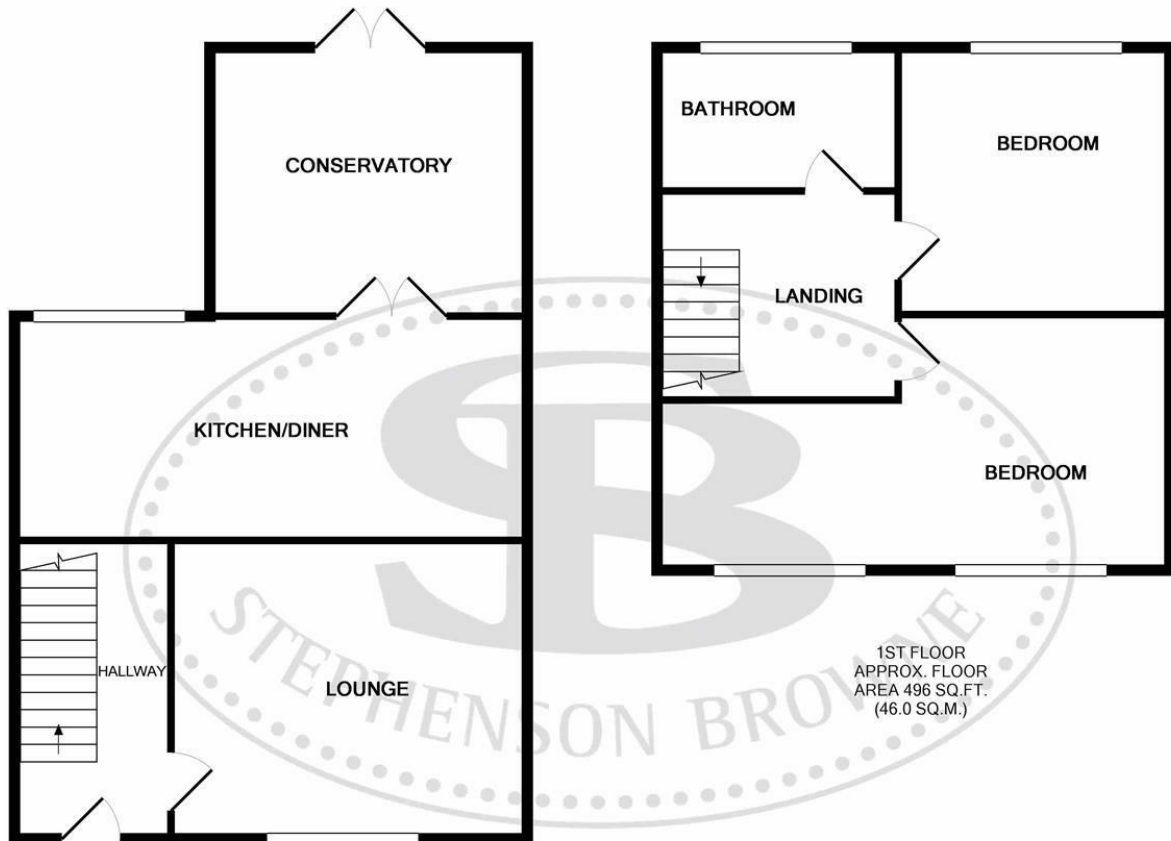 CONSERVATORY
KITCHEN/DINER
HALLWAY
LOUNGE
BATHROOM
BEDROOM
LANDING
BEDROOM
1ST FLOOR
APPROX. FLOOR
AREA 496 SQ.FT.
(46.0 SQ.M.)
SB
STEPHENSON BROWNE